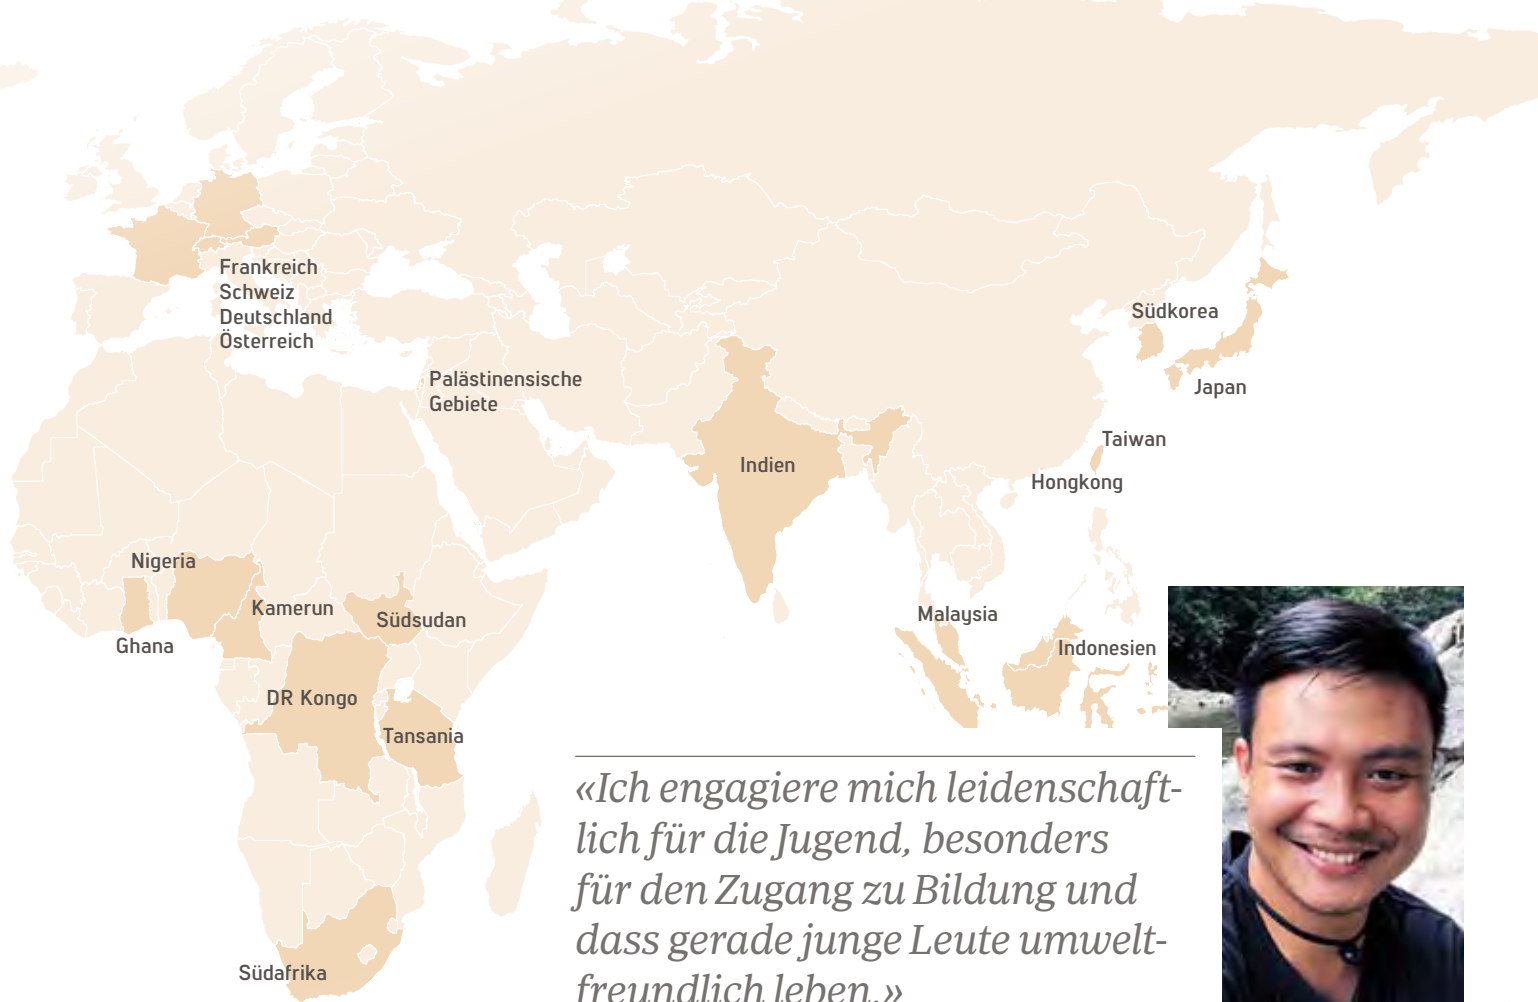 Frankreich
Schweiz
Deutschland
Österreich
Palästinensische
Gebiete
Südkorea
Japan
Taiwan
Hongkong
Indien
Nigeria
Kamerun
Südsudan
Ghana
Malaysia
Indonesien
DR Kongo
Tansania
Südafrika
«Ich engagiere mich leidenschaft-
lich für die Jugend, besonders
für den Zugang zu Bildung und
dass gerade junge Leute umwelt-
freundlich leben.»